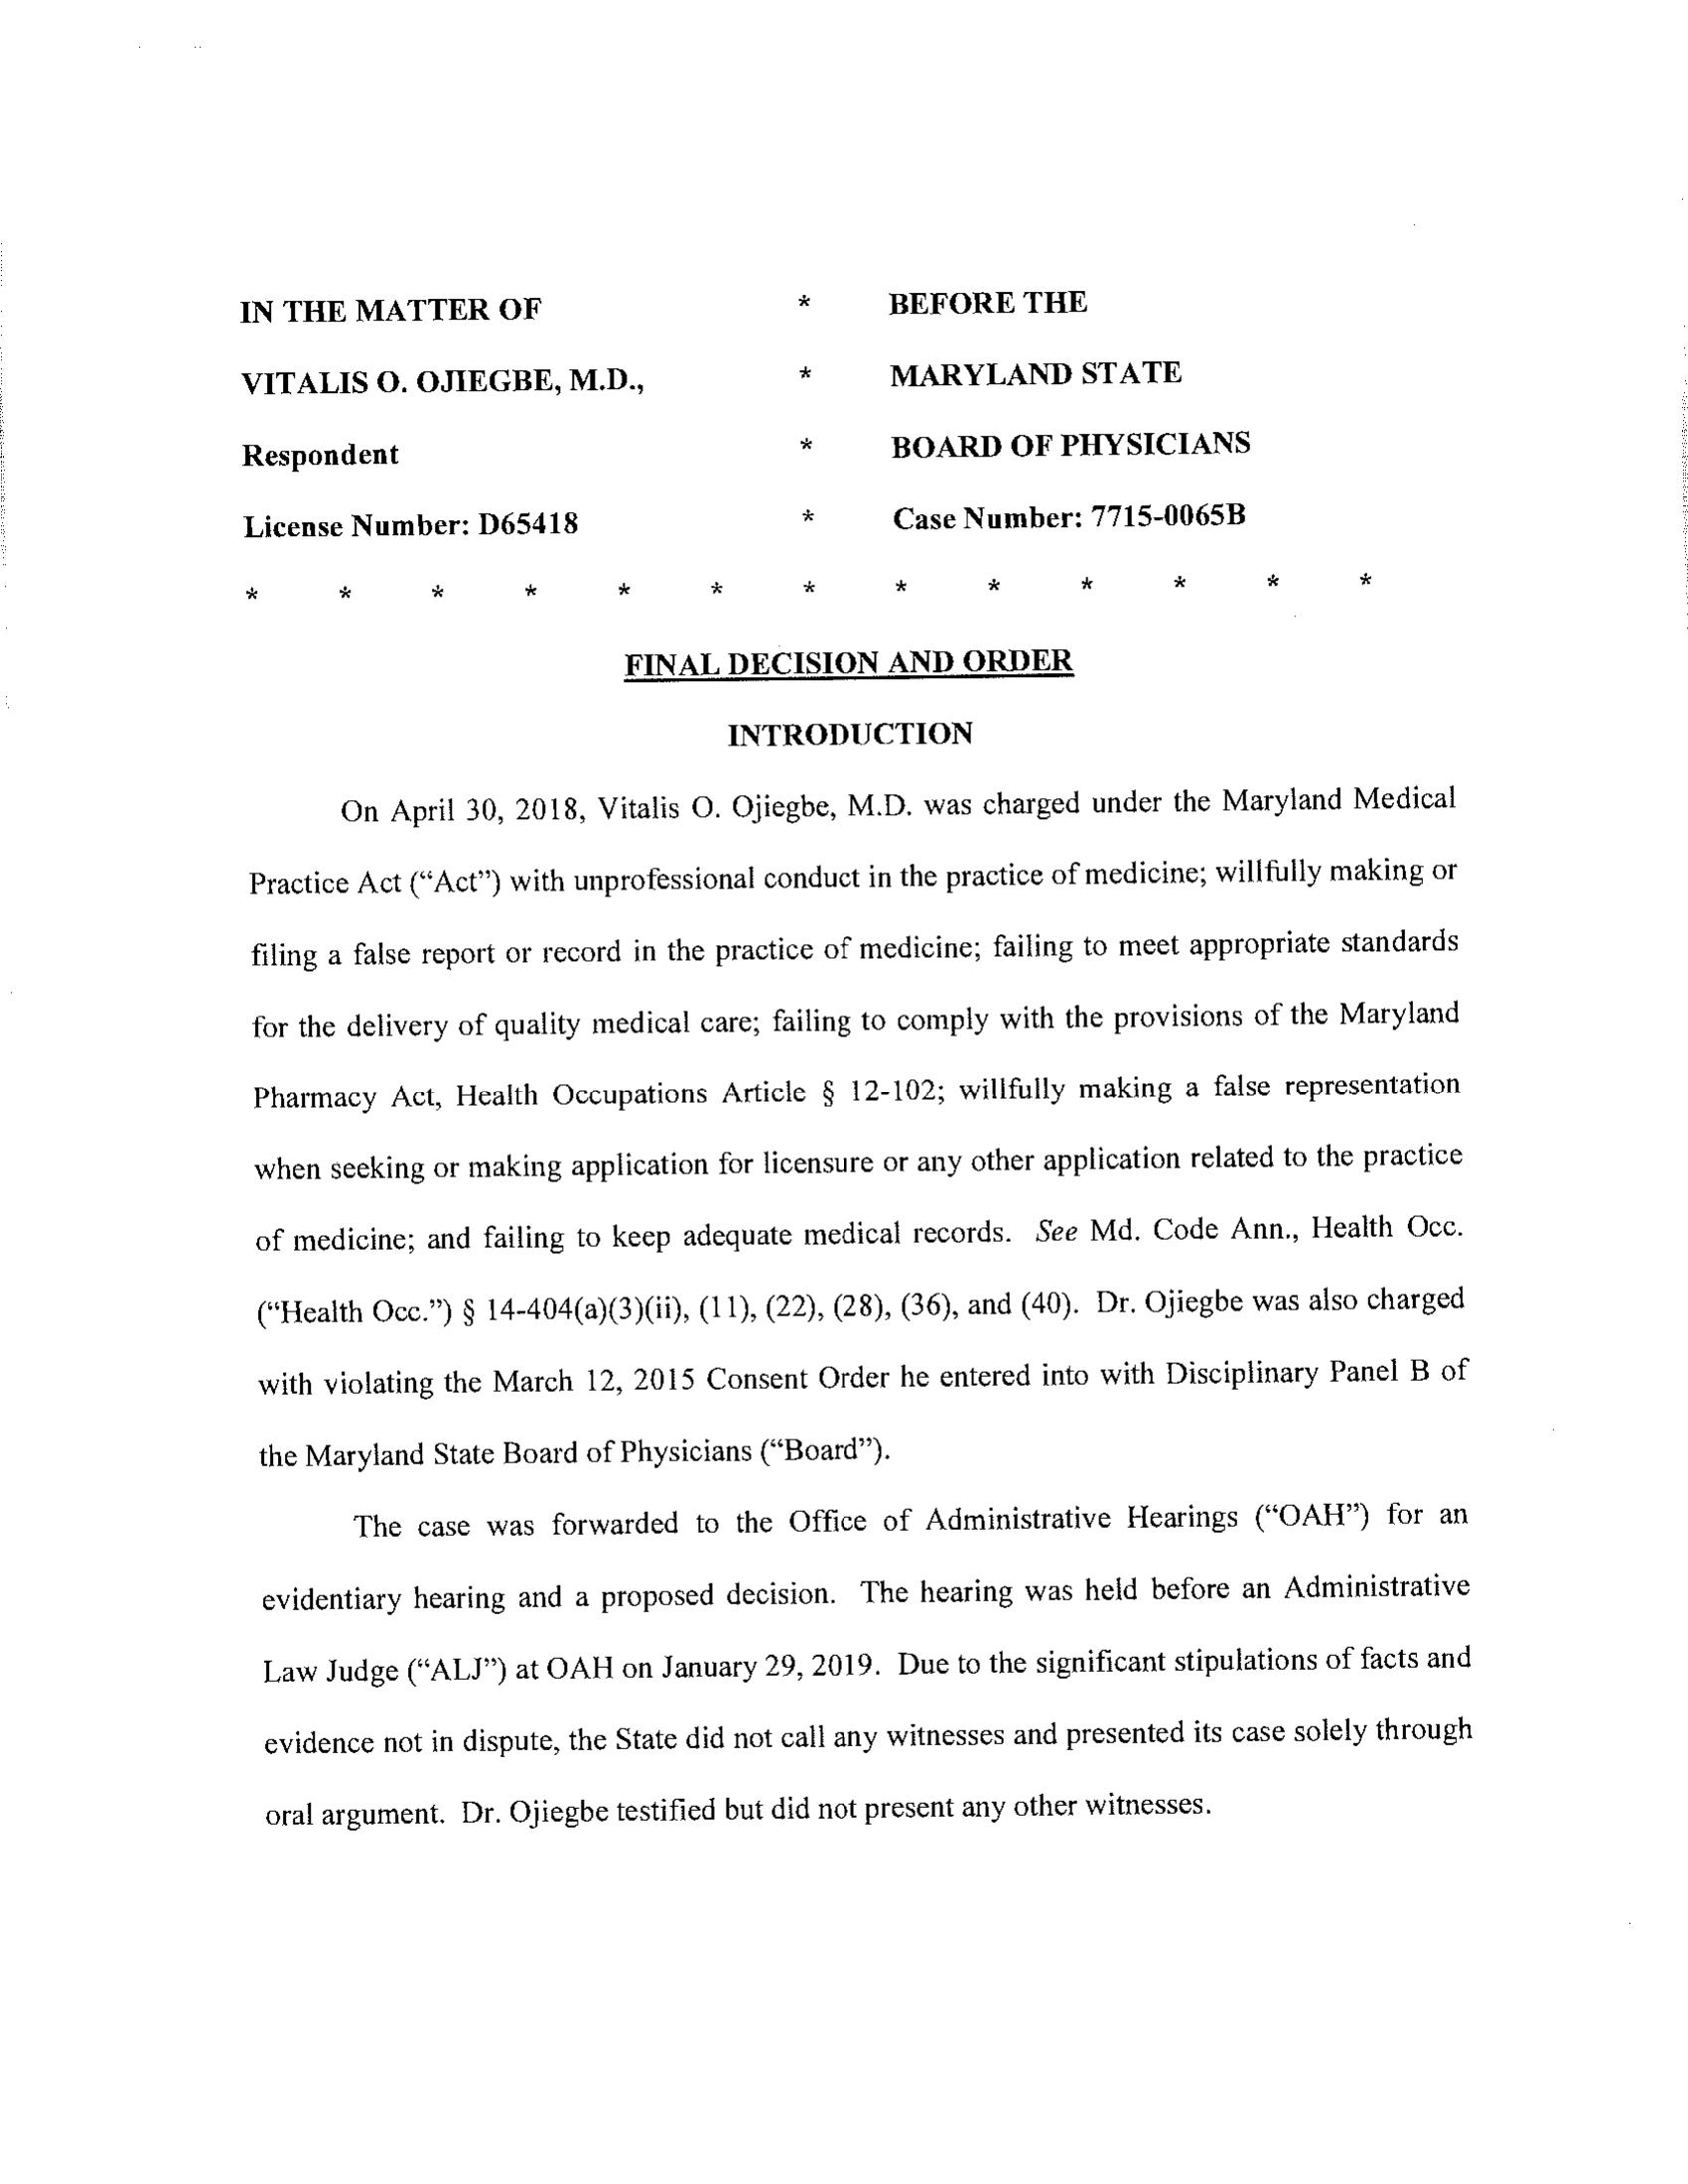 IN THE MATTER OF * BEFORE THE
VITALIS O. OJIEGBE, M.D., * MARYLAND STATE
Respondent * BOARD OF PHYSICIANS
License Number: D65418 * Case Number: 7715-0065B
* * * * * * * * * * * * *
FINAL DECISION AND ORDER
INTRODUCTION
On April 30, 2018, Vitalis O. Ojiegbe, M.D. was charged under the Maryland Medical
Practice Act (“Act”) with unprofessional conduct in the practice of medicine; willfully making or
filing a false report or record in the practice of medicine; failing to meet appropriate standards
for the delivery of quality medical care; failing to comply with the provisions of the Maryland
Pharmacy Act, Health Occupations Article § 12-102; willfully making a false representation
when seeking or making application for licensure or any other application related to the practice
of medicine; and failing to keep adequate medical records. See Md. Code Ann., Health Occ.
(“Health Occ.”) § 14-404(a)(3)(ii), (11), (22), (28), (36), and (40). Dr. Ojiegbe was also charged
with violating the March 12, 2015 Consent Order he entered into with Disciplinary Panel B of
the Maryland State Board of Physicians (“Board”).
The case was forwarded to the Office of Administrative Hearings (“OAH”) for an
evidentiary hearing and a proposed decision. The hearing was held before an Administrative
Law Judge (“ALJ”) at OAH on January 29, 2019. Due to the significant stipulations of facts and
evidence not in dispute, the State did not call any witnesses and presented its case solely through
oral argument. Dr. Ojiegbe testified but did not present any other witnesses.